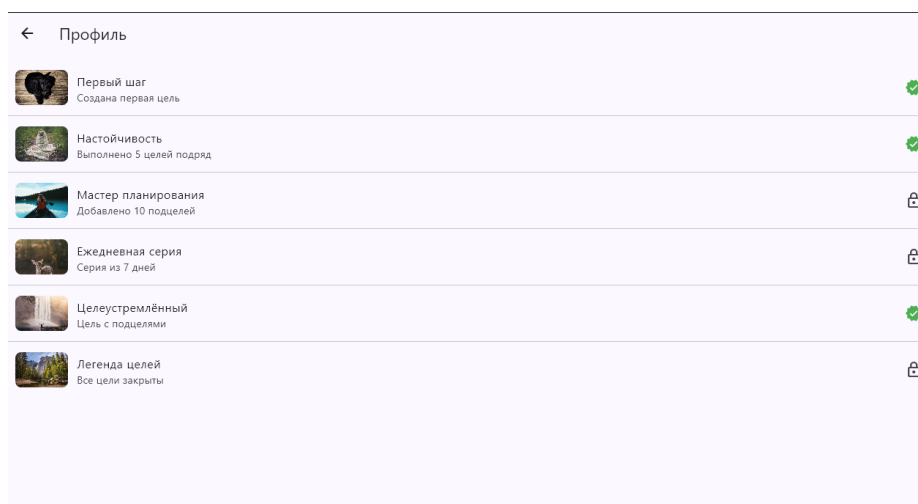 Профиль
Первый шаг
Создана первая цель
Настойчивость
Выполнено 5 целей подряд
Мастер планирования
Добавлено 10 подцелей
Ежедневная серия
Серия из 7 дней
Целеустремлённый
Цель с подцелями
Легенда целей
Все цели закрыты